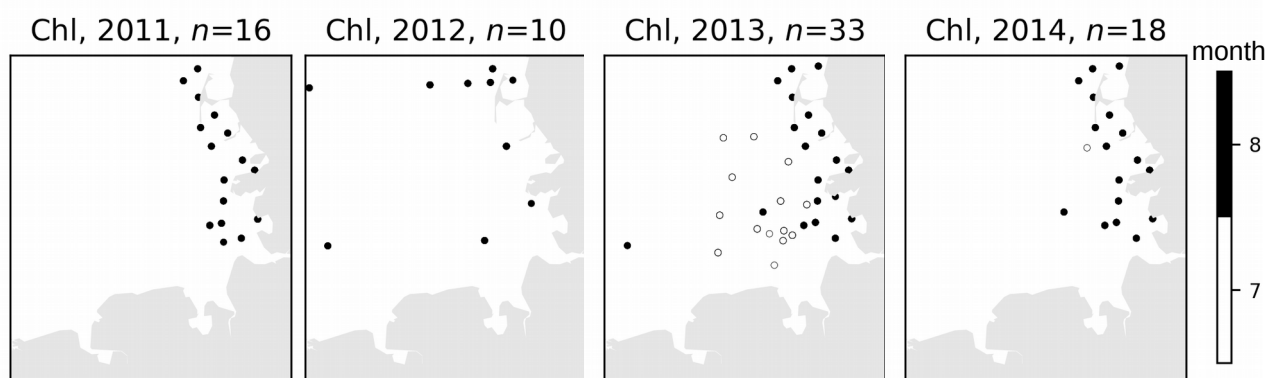 Chl, 2011, n=16
Chl, 2012, n=10
Chl, 2013, n=33
Chl, 2014, n=18
month
8
7